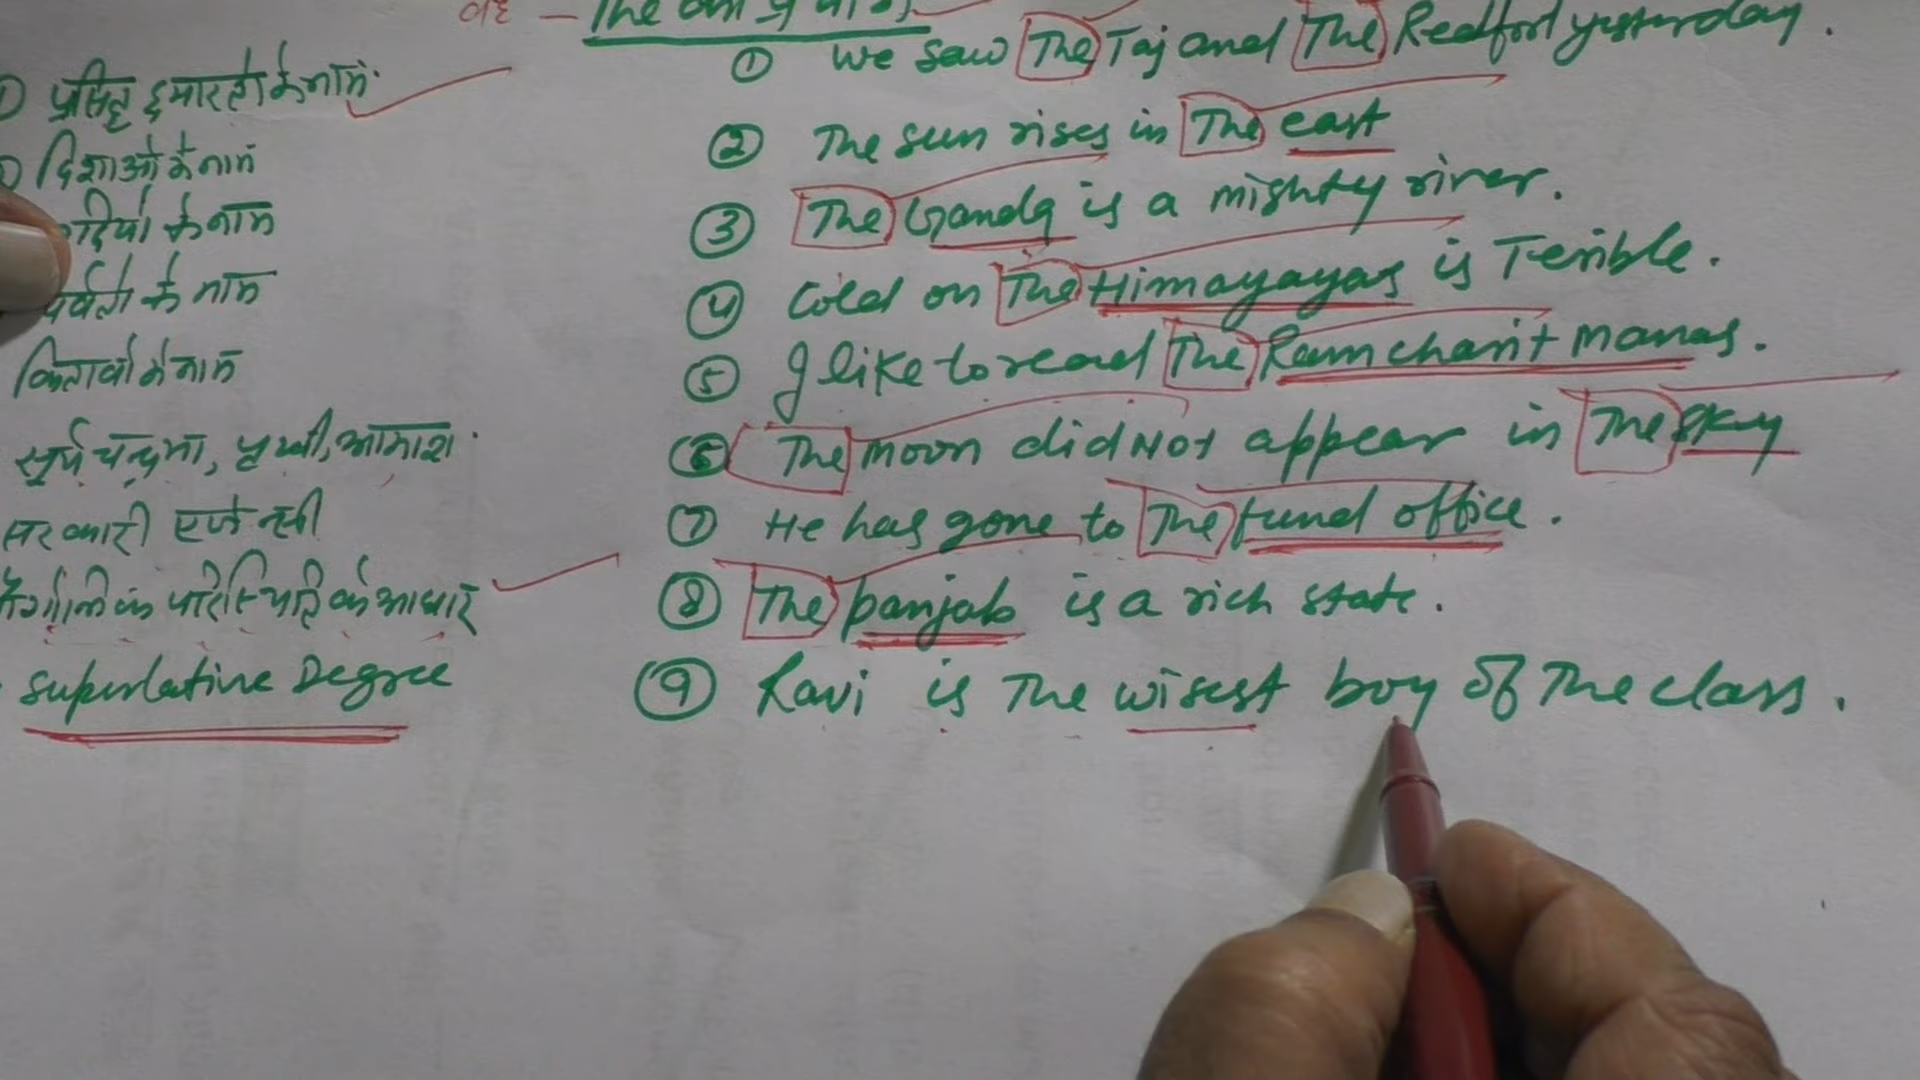 वह - The का प्रयोग
① We saw The Taj and The Redfort yesterday.
प्रसिद्ध इमारतों के नाम
② The sun rises in The east
दिशाओं के नाम
③ The Ganda is a mighty river.
नदियों के नाम
④ Cold on The Himayayas is Terrible.
पर्वतों के नाम
⑤ I like to read The Ramcharit manas.
किताबों के नाम
⑥ The moon did Not appear in The sky
सूर्य चन्द्रमा, पृथ्वी, आकाश.
⑦ He has gone to The fund office.
सरकारी एजेन्सी
⑧ The panjab is a rich state.
भौगोलिक परिस्थिति के आधार
⑨ Ravi is The wisest boy of The class.
Superlative Degree